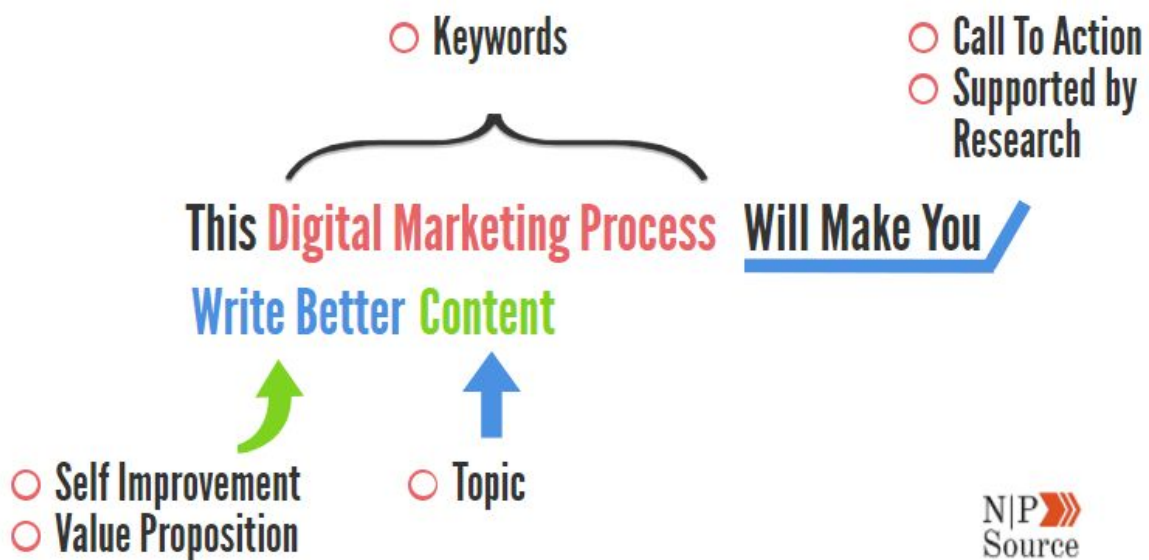 Keywords
Call To Action
Supported by
Research
This Digital Marketing Process Will Make You
Write Better Content
Self Improvement
Value Proposition
Topic
N|P
Source